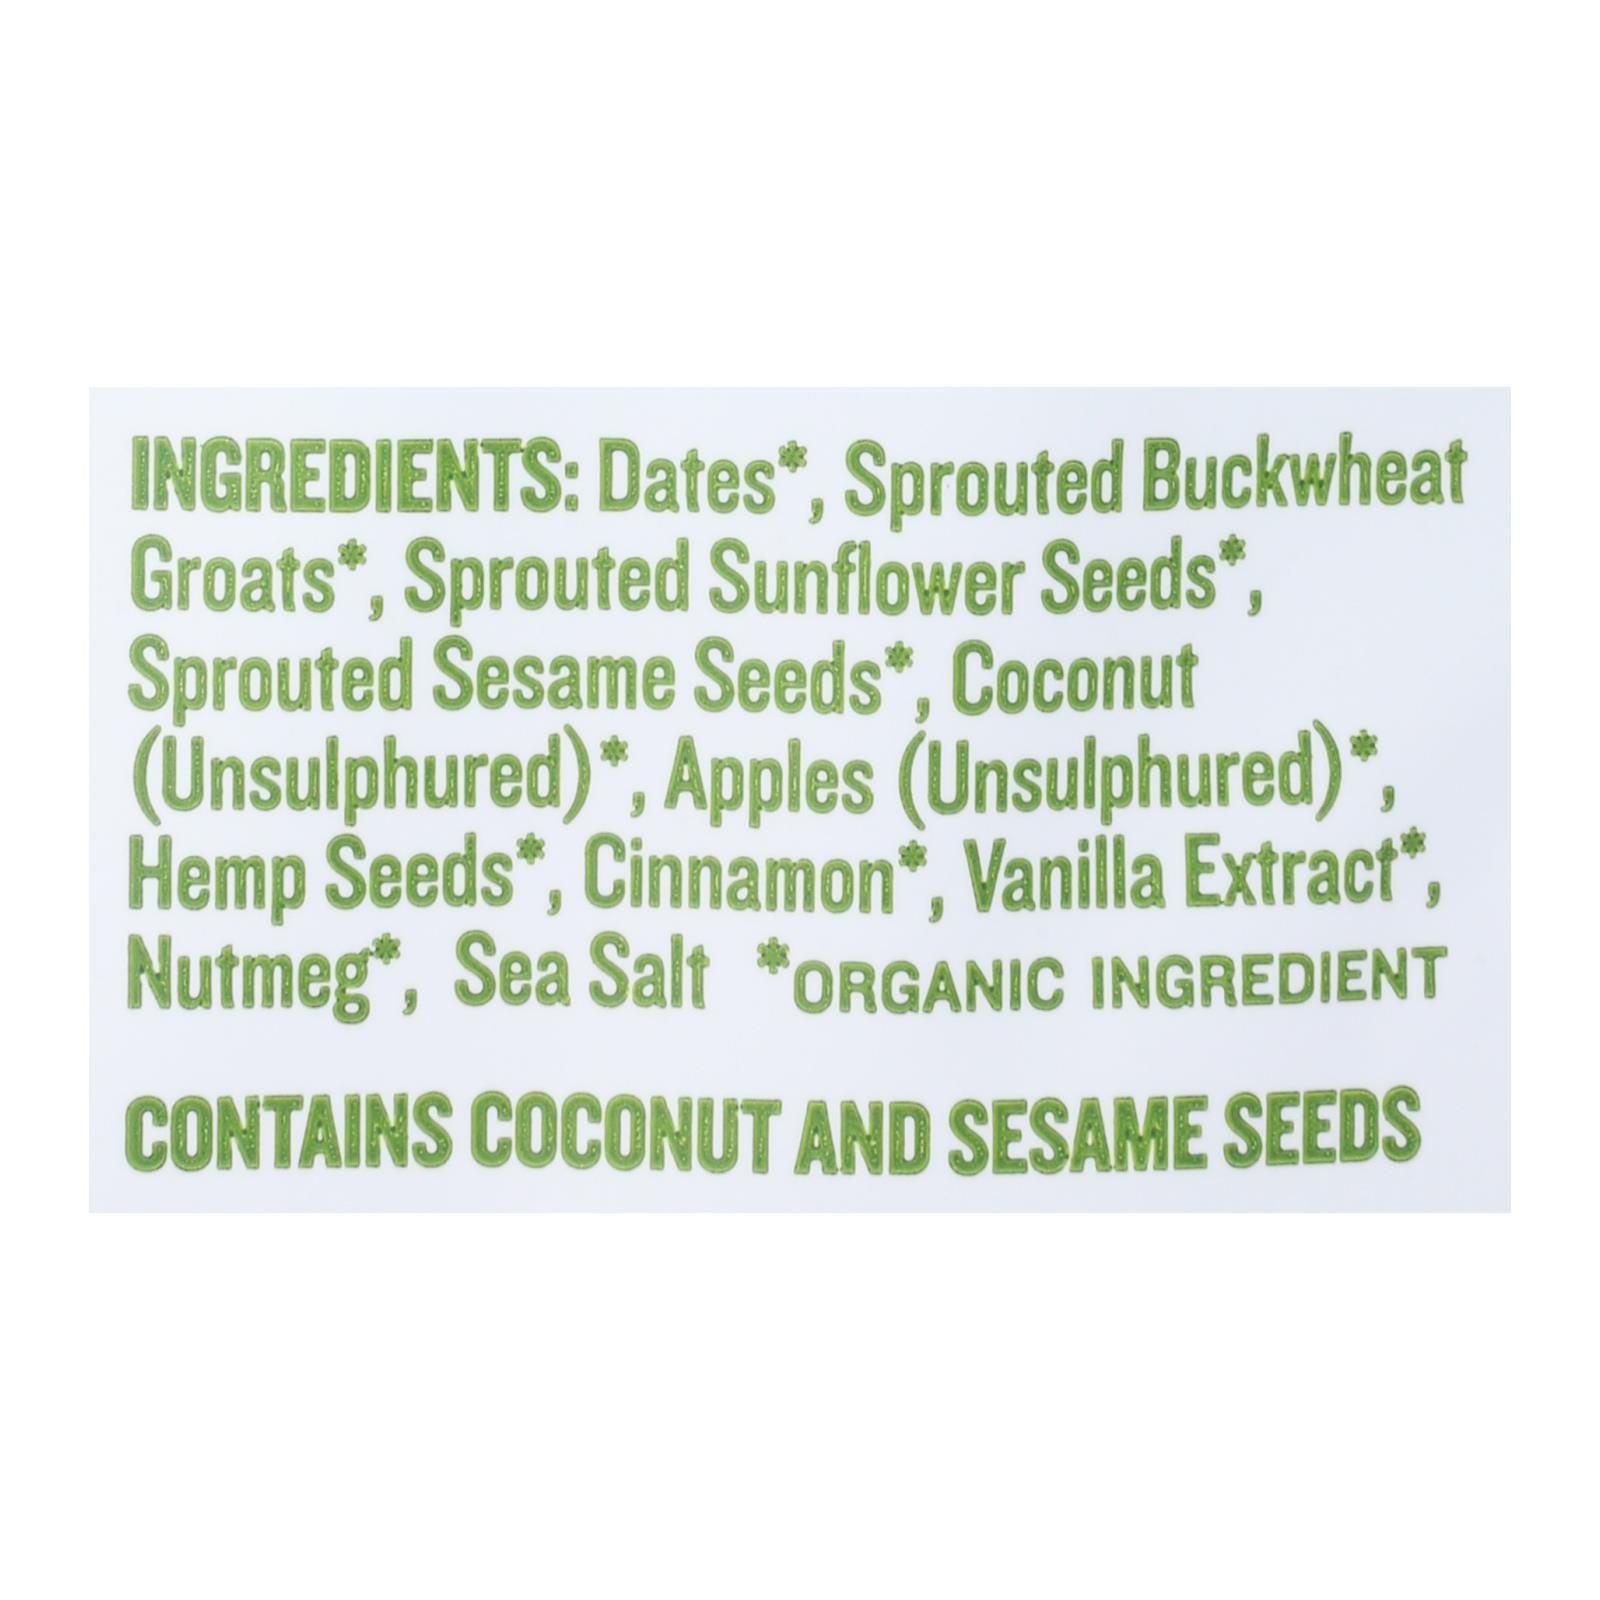 INGREDIENTS: Dates*, Sprouted Buckwheat
Groats*, Sprouted Sunflower Seeds*,
Sprouted Sesame Seeds*, Coconut
(Unsulphured)*, Apples (Unsulphured)*,
Hemp Seeds*, Cinnamon*, Vanilla Extract*,
Nutmeg*, Sea Salt *ORGANIC INGREDIENT
CONTAINS COCONUT AND SESAME SEEDS